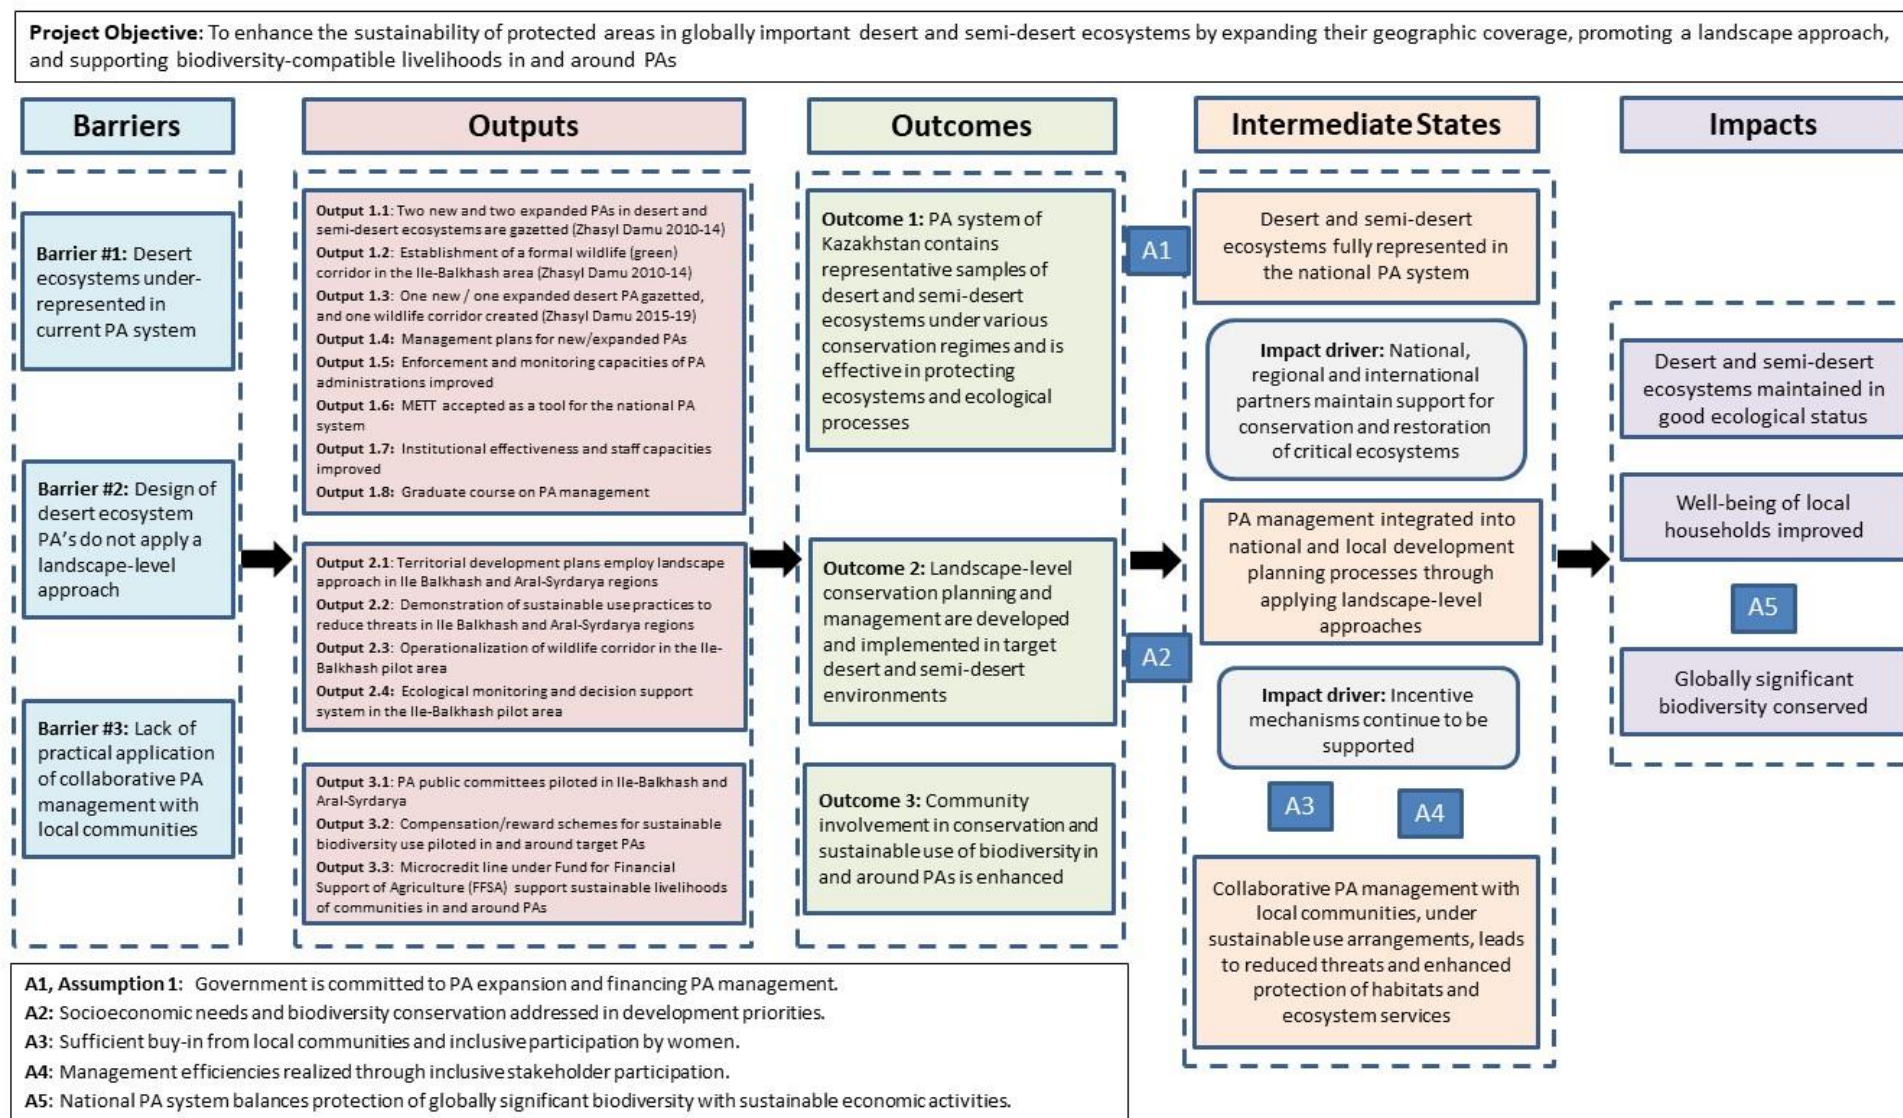 Project Objective: To enhance the sustainability of protected areas in globally important desert and semi-desert ecosystems by expanding their geographic coverage, promoting a landscape approach,
and supporting biodiversity-compatible livelihoods in and around PAs
Barriers
Outputs
Outcomes
Intermediate States
Impacts
Barrier #1: Desert
ecosystems under-
represented in
current PA system
Barrier #2: Design of
desert ecosystem
PA's do not apply a
landscape-level
approach
Barrier #3: Lack of
practical application
of collaborative PA
management with
local communities
Output 1.1: Two new and two expanded PAs in desert and
semi-desert ecosystems are gazetted (Zhasyl Damu 2010-14)
Output 1.2: Establishment of a formal wildlife (green)
corridor in the Ile-Balkhash area (Zhasyl Damu 2010-14)
Output 1.3: One new / one expanded desert PA gazetted,
and one wildlife corridor created (Zhasyl Damu 2015-19)
Output 1.4: Management plans for new/expanded PAs
Output 1.5: Enforcement and monitoring capacities of PA
administrations improved
Output 1.6: METT accepted as a tool for the national PA
system
Output 1.7: Institutional effectiveness and staff capacities
improved
Output 1.8: Graduate course on PA management
Output 2.1: Territorial development plans employ landscape
approach in Ile Balkhash and Aral-Syrdarya regions
Output 2.2: Demonstration of sustainable use practices to
reduce threats in Ile Balkhash and Aral-Syrdarya regions
Output 2.3: Operationalization of wildlife corridor in the Ile-
Balkhash pilot area
Output 2.4: Ecological monitoring and decision support
system in the Ile-Balkhash pilot area
Output 3.1: PA public committees piloted in Ile-Balkhash and
Aral-Syrdarya
Output 3.2: Compensation/reward schemes for sustainable
biodiversity use piloted in and around target PAs
Output 3.3: Microcredit line under Fund for Financial
Support of Agriculture (FFSA) support sustainable livelihoods
of communities in and around PAs
Outcome 1: PA system of
Kazakhstan contains
representative samples of
desert and semi-desert
ecosystems under various
conservation regimes and is
effective in protecting
ecosystems and ecological
processes
Outcome 2: Landscape-level
conservation planning and
management are developed
and implemented in target
desert and semi-desert
environments
Outcome 3: Community
involvement in conservation and
sustainable use of biodiversity in
and around PAs is enhanced
A1
A2
Desert and semi-desert
ecosystems fully represented in
the national PA system
Impact driver: National,
regional and international
partners maintain support for
conservation and restoration
of critical ecosystems
PA management integrated into
national and local development
planning processes through
applying landscape-level
approaches
Impact driver: Incentive
mechanisms continue to be
supported
A3
A4
Collaborative PA management with
local communities, under
sustainable use arrangements, leads
to reduced threats and enhanced
protection of habitats and
ecosystem services
Desert and semi-desert
ecosystems maintained in
good ecological status
Well-being of local
households improved
A5
Globally significant
biodiversity conserved
A1, Assumption 1: Government is committed to PA expansion and financing PA management.
A2: Socioeconomic needs and biodiversity conservation addressed in development priorities.
A3: Sufficient buy-in from local communities and inclusive participation by women.
A4: Management efficiencies realized through inclusive stakeholder participation.
A5: National PA system balances protection of globally significant biodiversity with sustainable economic activities.